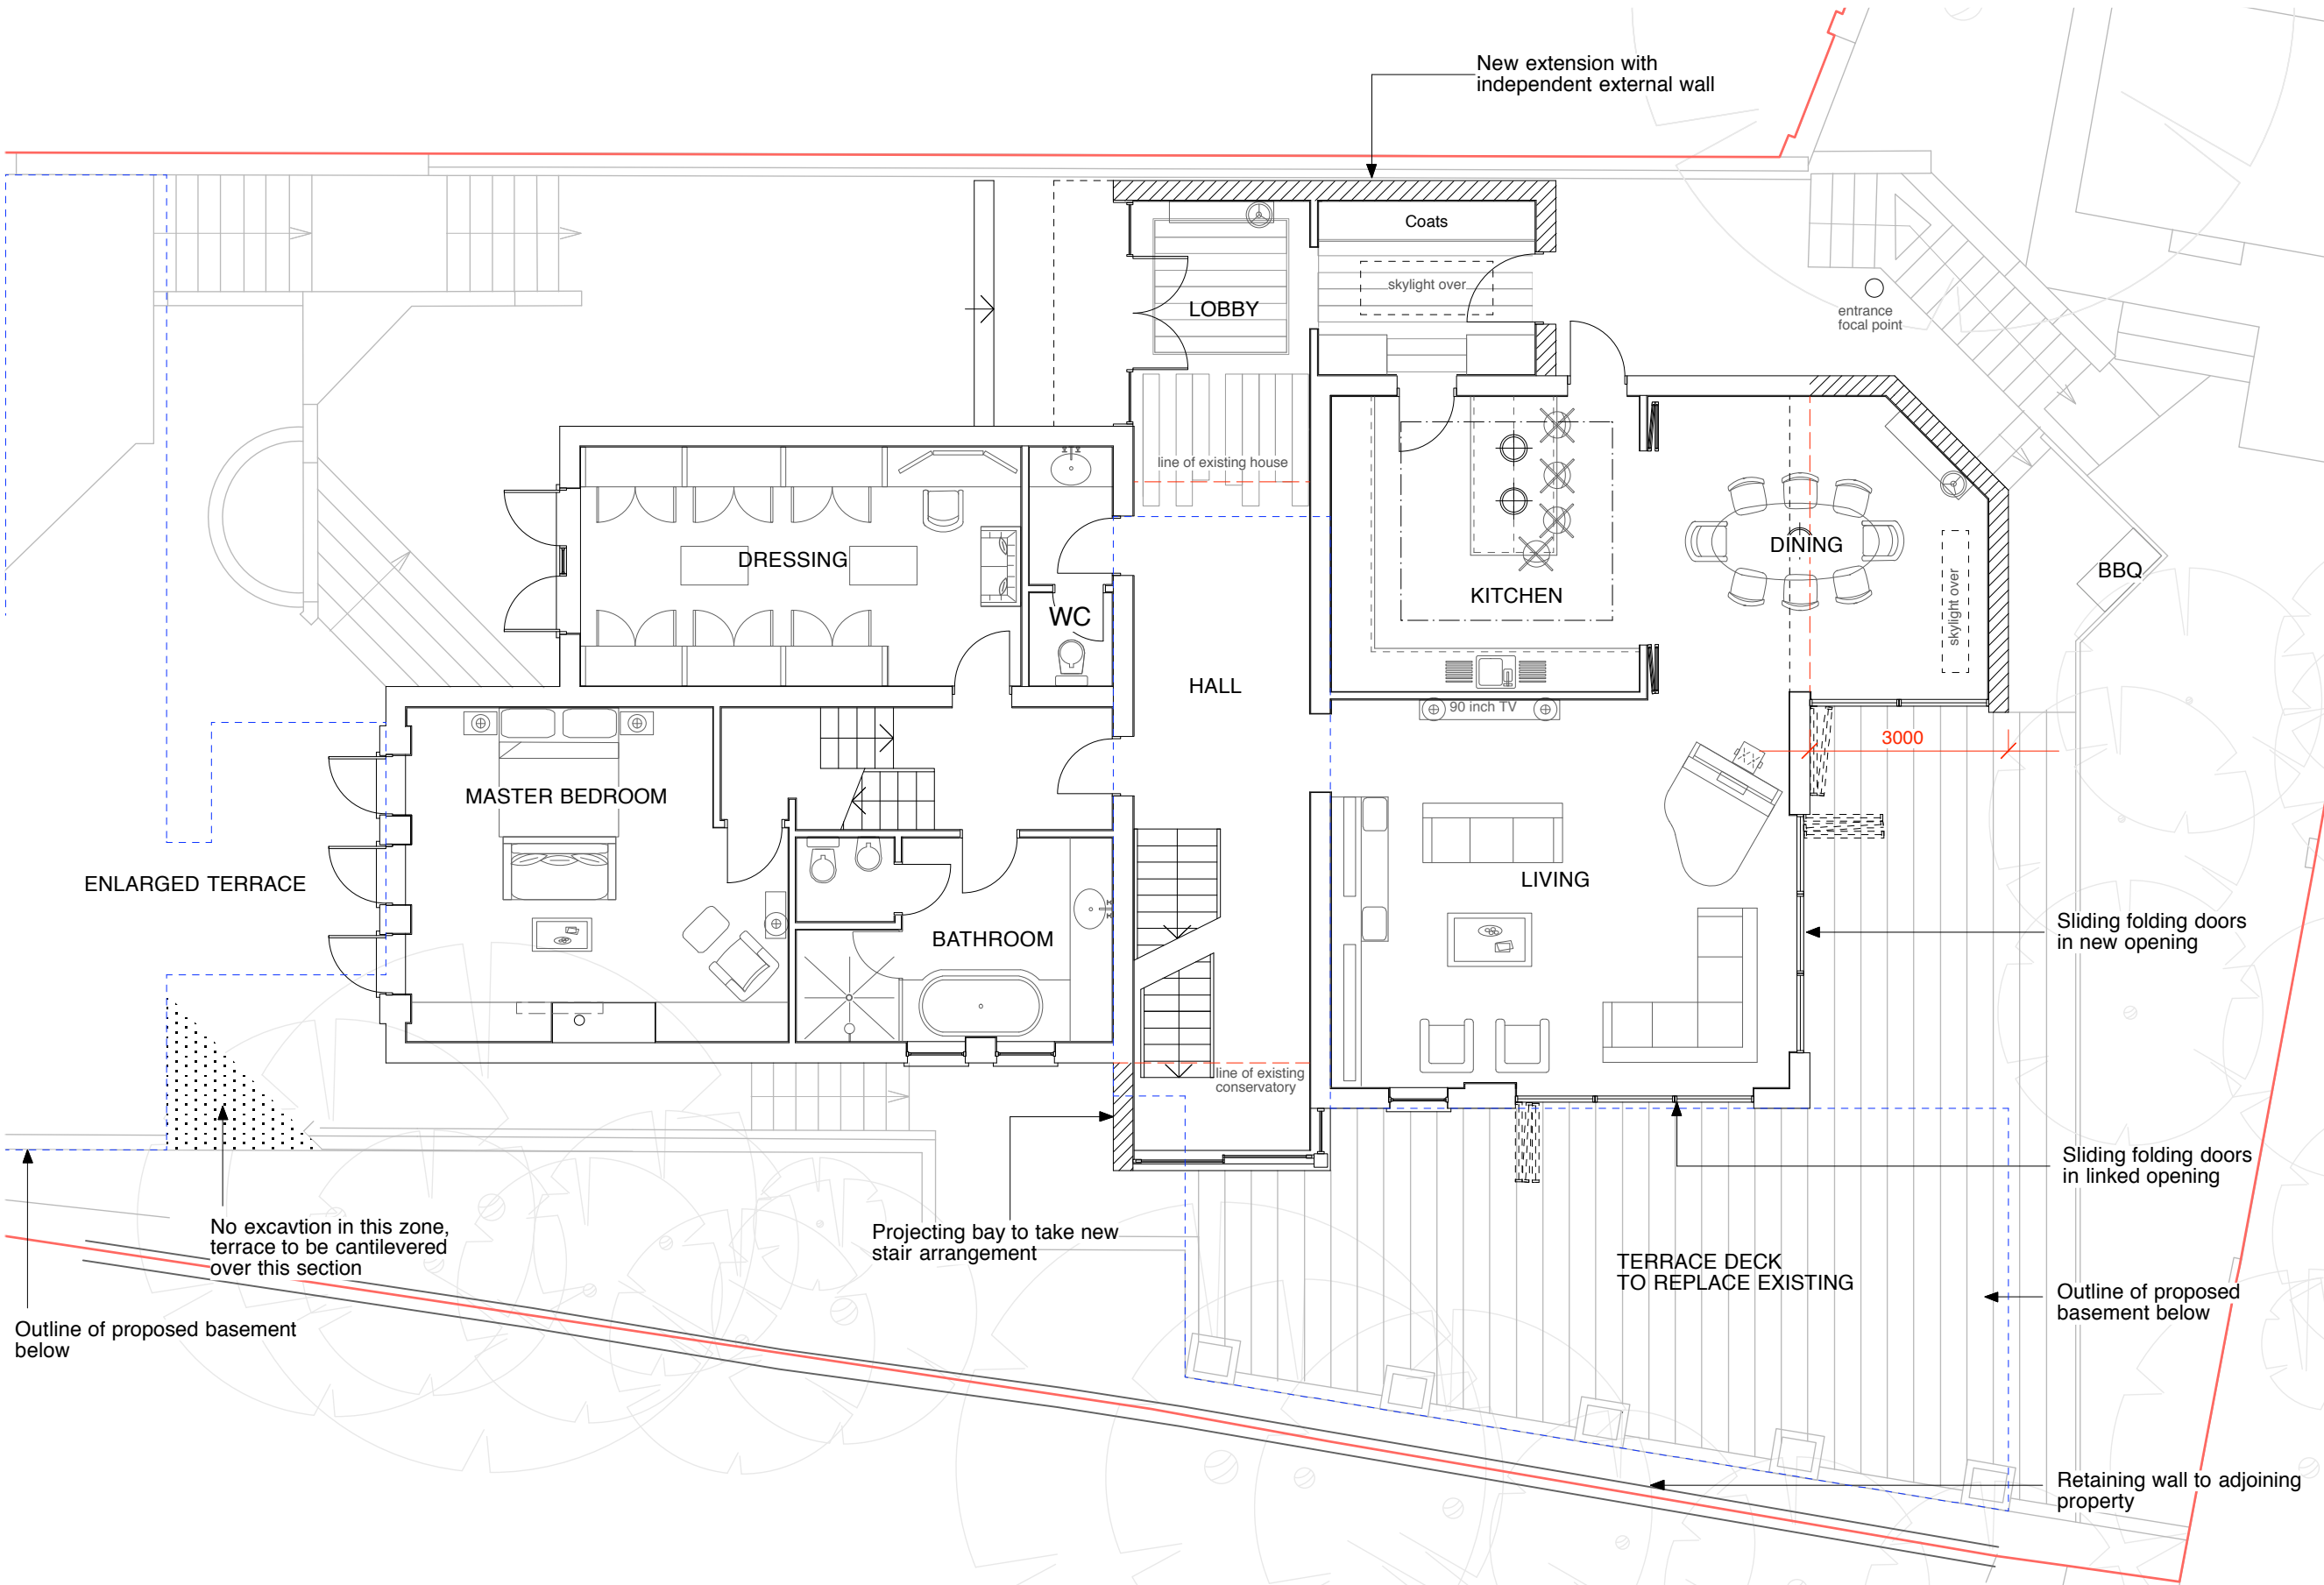 New extension with
independent external wall
Coats
skylight over
LOBBY
entrance
focal point
line of existing house
DRESSING
DINING
BBQ
KITCHEN
skylight over
WC
HALL
90 inch TV
3000
MASTER BEDROOM
ENLARGED TERRACE
LIVING
BATHROOM
Sliding folding doors
in new opening
line of existing
conservatory
Sliding folding doors
in linked opening
No excavtion in this zone,
terrace to be cantilevered
over this section
Projecting bay to take new
stair arrangement
TERRACE DECK
TO REPLACE EXISTING
Outline of proposed
basement below
Outline of proposed basement
below
Retaining wall to adjoining
property